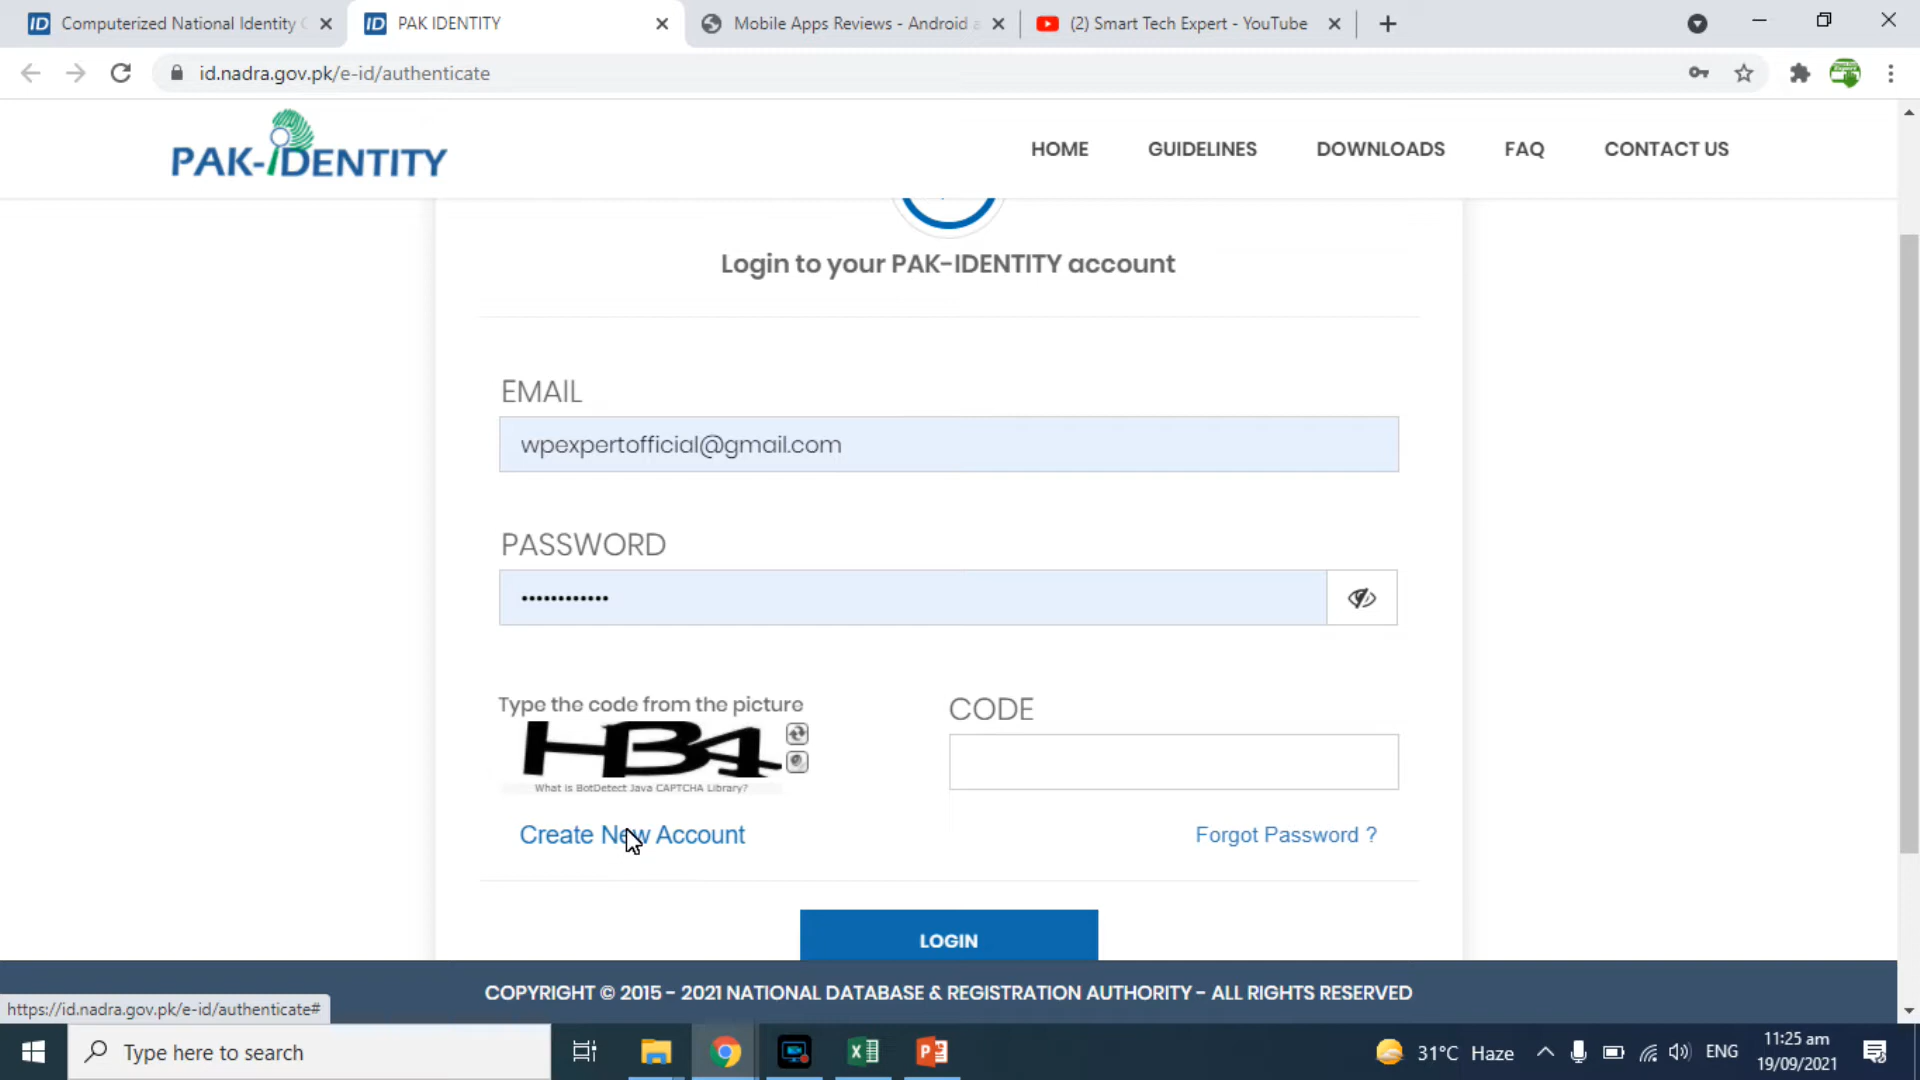 Computerized National Identity
PAK IDENTITY
Mobile Apps Reviews - Android a
(2) Smart Tech Expert - YouTube
id.nadra.gov.pk/e-id/authenticate
PAK-IDENTITY
HOME
GUIDELINES
DOWNLOADS
FAQ
CONTACT US
Login to your PAK-IDENTITY account
EMAIL
wpexpertofficial@gmail.com
PASSWORD
••••••••••••
Type the code from the picture
CODE
HB4
What is BotDetect Java CAPTCHA Library?
Create New Account
Forgot Password ?
LOGIN
COPYRIGHT © 2015 - 2021 NATIONAL DATABASE & REGISTRATION AUTHORITY - ALL RIGHTS RESERVED
https://id.nadra.gov.pk/e-id/authenticate#
Type here to search
31°C Haze
ENG
11:25 am
19/09/2021